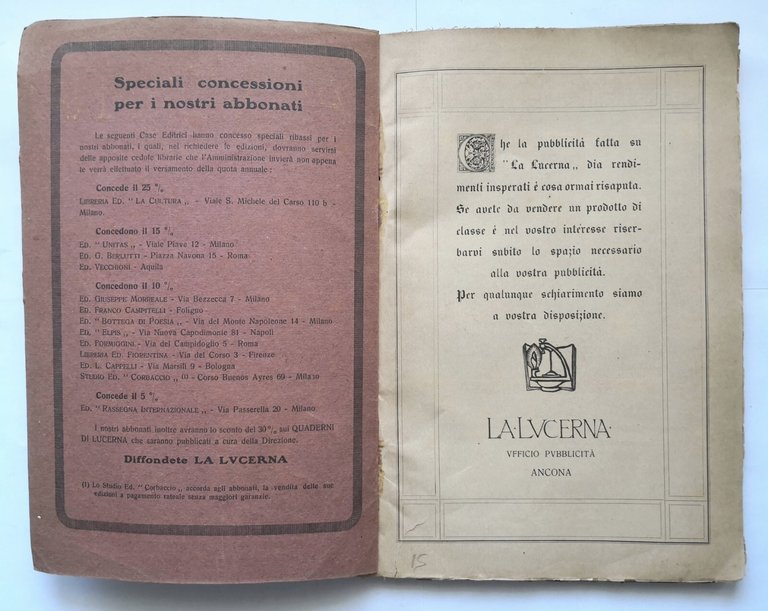 Speciali concessioni
per i nostri abbonati
Le seguenti Case Editrici hanno concesso speciali ribassi per i
nostri abbonati, i quali, nel richiedere le edizioni, dovranno servirsi
delle apposite cedole librarie che l'Amministrazione invierà non appena
le verrà effettuato il versamento della quota annuale :
Concede il 25 %
LIBRERIA ED. " LA CULTURA „ - Viale S. Michele del Carso 110 b -
Milano.
Concedono il 15 %
ED. " UNITAS „ - Viale Piave 12 - Milano
ED. G. BERLUTTI - Piazza Navona 15 - Roma
ED. VECCHIONI - Aquila
Concedono il 10 %
ED. GIUSEPPE MORREALE - Via Bezzecca 7 - Milano
ED. FRANCO CAMPITELLI - Foligno
ED. " BOTTEGA DI POESIA „ - Via del Monte Napoleone 14 - Milano
ED. " ELPIS „ - Via Nuova Capodimonte 81 - Napoli
ED. FORMIGGINI - Via del Campidoglio 5 - Roma
LIBRERIA ED. FIORENTINA - Via del Corso 3 - Firenze
ED. L. CAPPELLI - Via Marsili 9 - Bologna
STUDIO ED. " CORBACCIO „ (1) - Corso Buenos Ayres 69 - Milano
Concede il 5 %
ED. " RASSEGNA INTERNAZIONALE „ - Via Passerella 20 - Milano
I nostri abbonati inoltre avranno lo sconto del 30 % sui QUADERNI
DI LUCERNA che saranno pubblicati a cura della Direzione.
Diffondete LA LVCERNA
(1) Lo Studio Ed. " Corbaccio „ accorda agli abbonati, la vendita delle sue
edizioni a pagamento rateale senza maggiori garanzie.
Che la pubblicità fatta su
" La Lucerna „ dia rendi-
menti insperati è cosa ormai risaputa.
Se avete da vendere un prodotto di
classe è nel vostro interesse riser-
barvi subito lo spazio necessario
alla vostra pubblicità.
Per qualunque schiarimento siamo
a vostra disposizione.
LA·LVCERNA·
VFFICIO PVBBLICITÀ
ANCONA
15